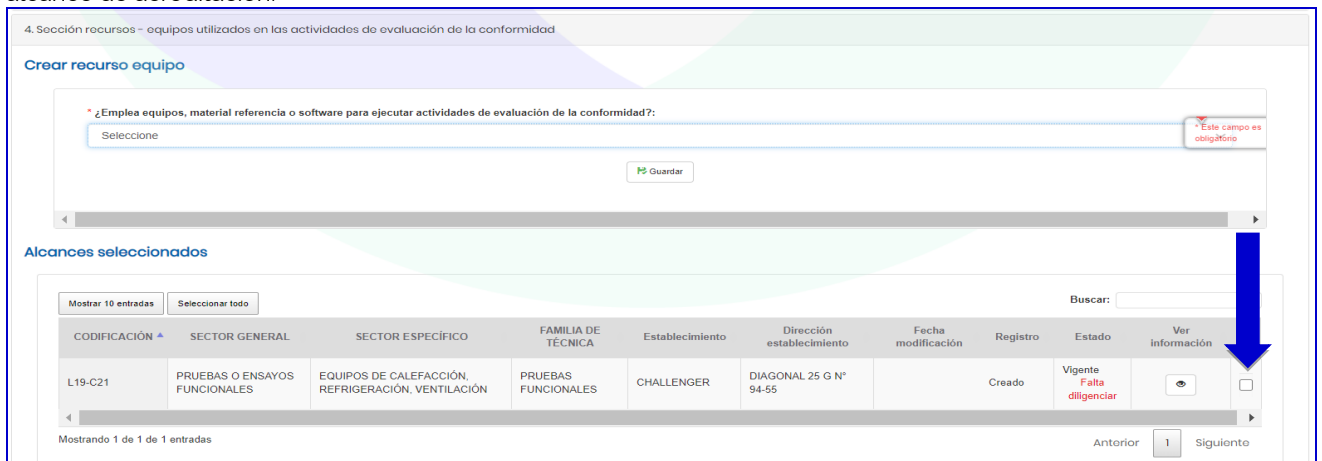 4. Sección recursos - equipos utilizados en las actividades de evaluación de la conformidad
Crear recurso equipo
* ¿Emplea equipos, material referencia o software para ejecutar actividades de evaluación de la conformidad?:
Seleccione
* Este campo es
obligatorio
Guardar
Alcances seleccionados
Mostrar 10 entradas Seleccionar todo Buscar:
CODIFICACIÓN SECTOR GENERAL SECTOR ESPECÍFICO FAMILIA DE TÉCNICA Establecimiento Dirección establecimiento Fecha modificación Registro Estado Ver información
L19-C21 PRUEBAS O ENSAYOS FUNCIONALES EQUIPOS DE CALEFACCIÓN, REFRIGERACIÓN, VENTILACIÓN PRUEBAS FUNCIONALES CHALLENGER DIAGONAL 25 G N° 94-55 Creado Vigente Falta diligenciar
Mostrando 1 de 1 de 1 entradas Anterior 1 Siguiente